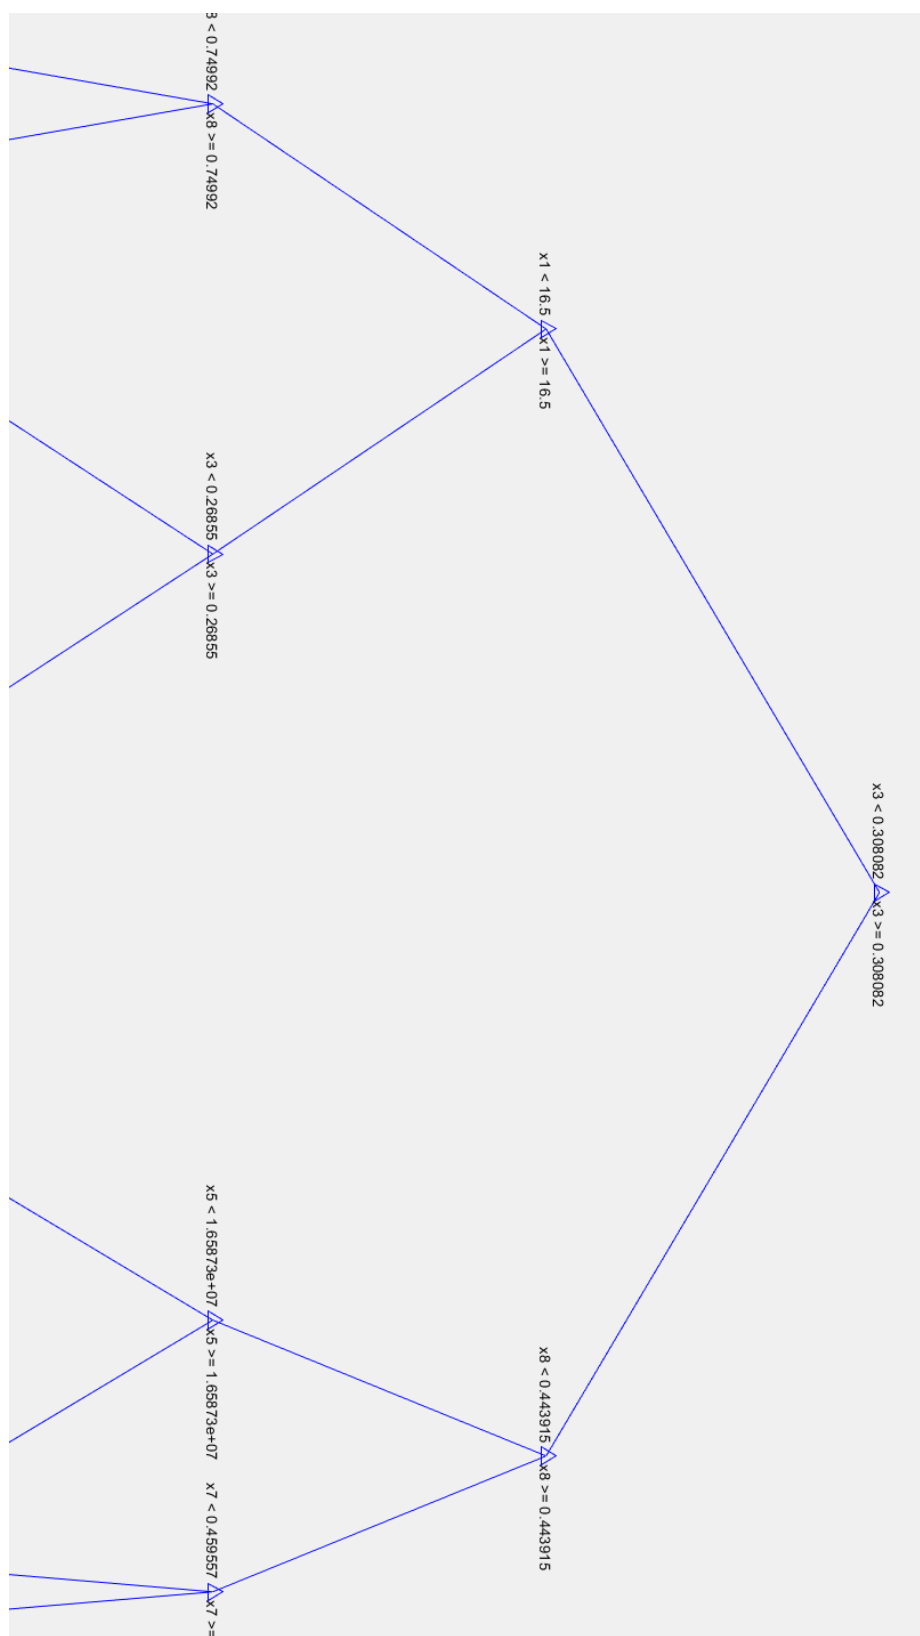 x3 < 0.308082
x3 >= 0.308082
x1 < 16.5
x1 >= 16.5
x8 < 0.443915
x8 >= 0.443915
< 0.74992
x8 >= 0.74992
x3 < 0.26855
x3 >= 0.26855
x5 < 1.65873e+07
x5 >= 1.65873e+07
x7 < 0.459557
x7 >=